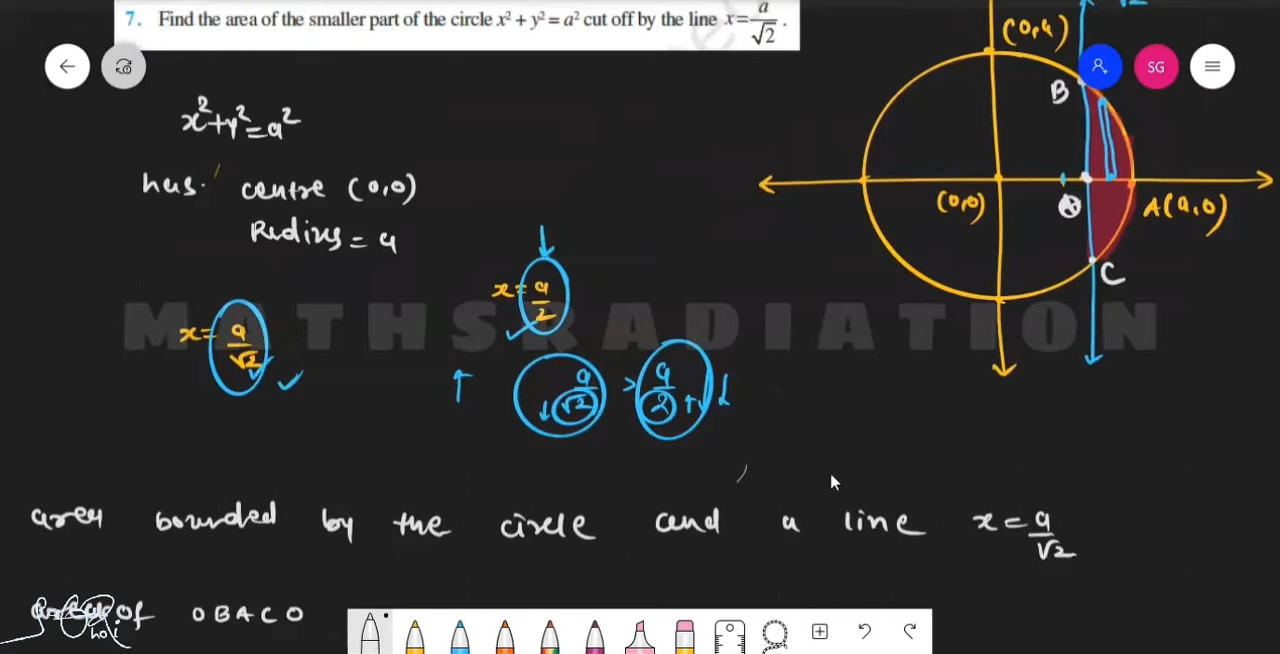 7. Find the area of the smaller part of the circle x² + y² = a² cut off by the line x = a/√2 .
(0,a)
SG
B
x²+y²=a²
has. centre (0,0)
(0,0)
A(a,0)
Radius = a
C
x = a/2
MATHSRADIATION
x = a/√2
a/√2 > a/2
area bounded by the circle and a line x = a/√2
of OBACO